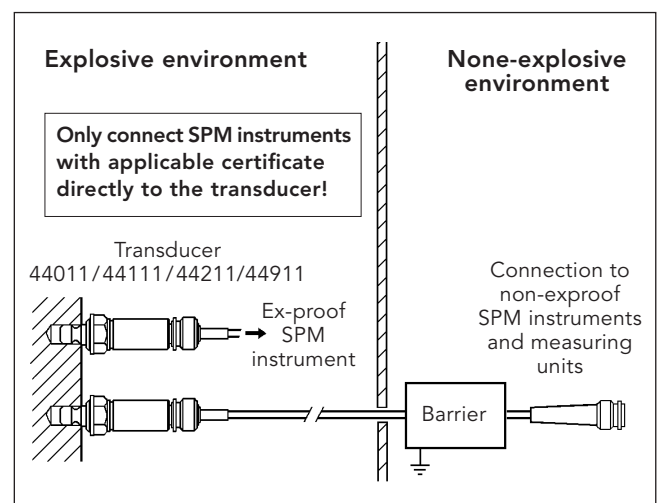 Explosive environment
None-explosive
environment
Only connect SPM instruments
with applicable certificate
directly to the transducer!
Transducer
44011/44111/44211/44911
Ex-proof
SPM
instrument
Connection to
non-exproof
SPM instruments
and measuring
units
Barrier